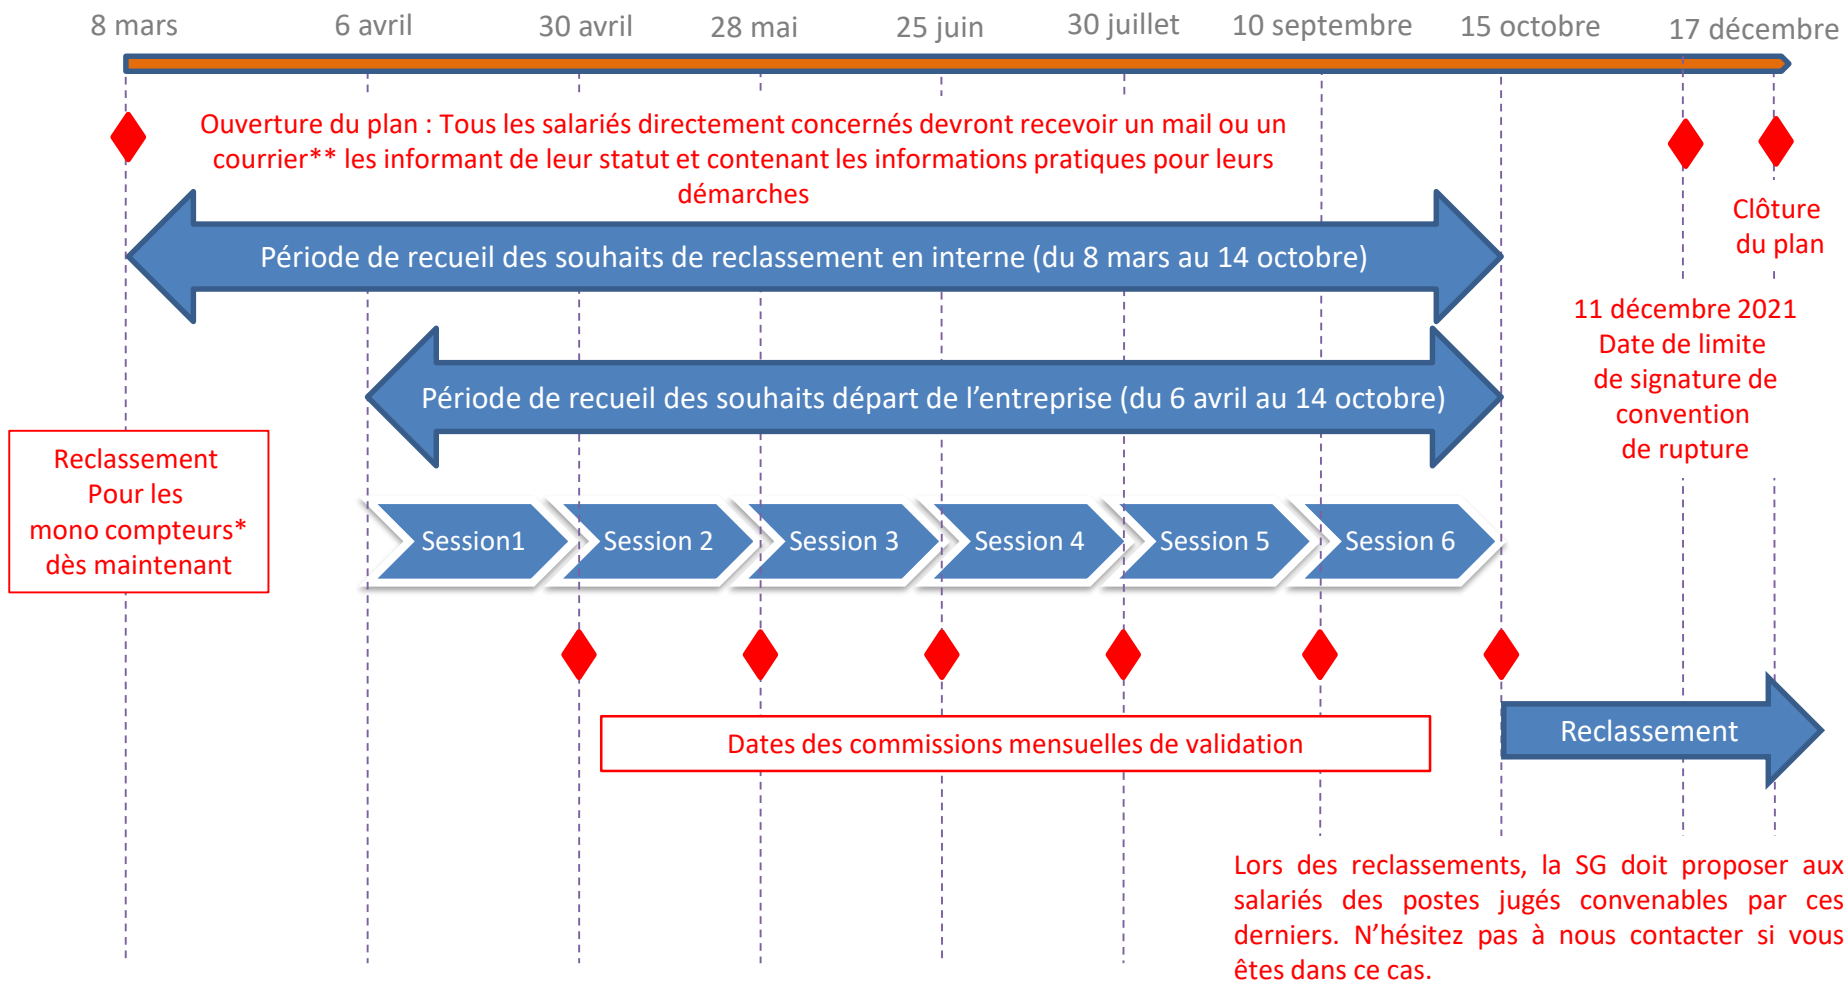 8 mars
6 avril
30 avril
28 mai
25 juin
30 juillet
10 septembre
15 octobre
17 décembre
Ouverture du plan : Tous les salariés directement concernés devront recevoir un mail ou un
courrier** les informant de leur statut et contenant les informations pratiques pour leurs
démarches
Clôture
du plan
Période de recueil des souhaits de reclassement en interne (du 8 mars au 14 octobre)
11 décembre 2021
Date de limite
de signature de
convention
de rupture
Période de recueil des souhaits départ de l’entreprise (du 6 avril au 14 octobre)
Reclassement
Pour les
mono compteurs*
dès maintenant
Session1
Session 2
Session 3
Session 4
Session 5
Session 6
Dates des commissions mensuelles de validation
Reclassement
Lors des reclassements, la SG doit proposer aux
salariés des postes jugés convenables par ces
derniers. N’hésitez pas à nous contacter si vous
êtes dans ce cas.